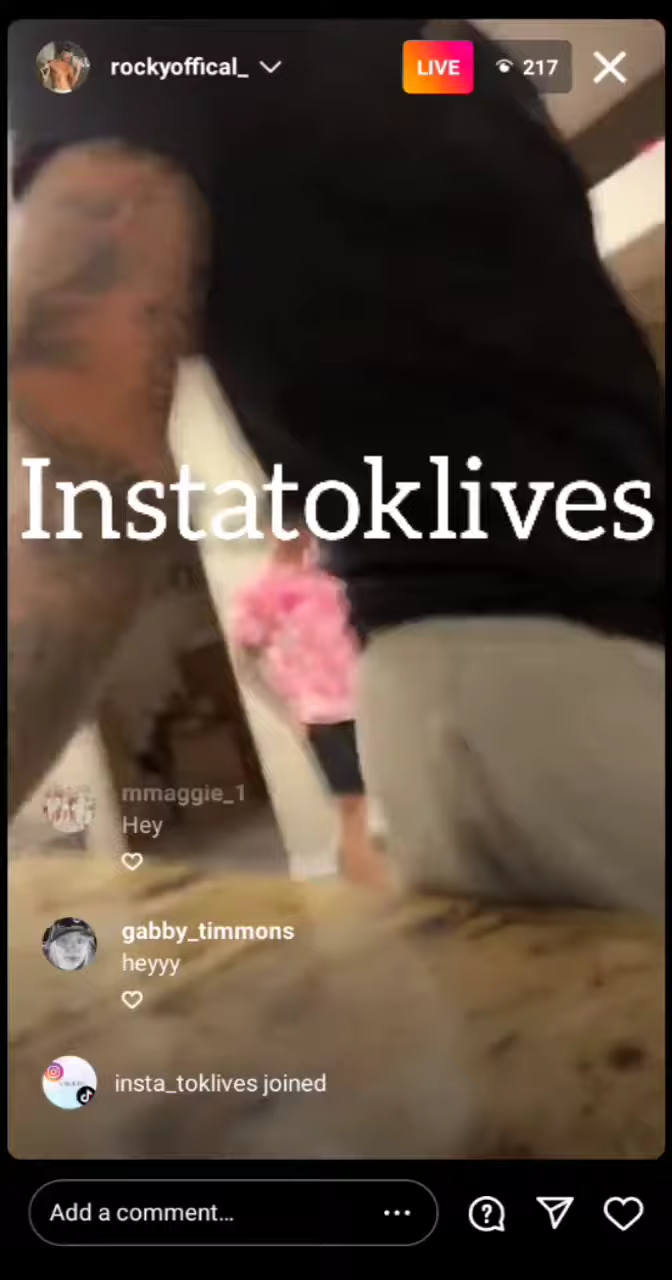 rockyoffical_
LIVE
217
Instatoklives
mmaggie_1
Hey
gabby_timmons
heyyy
insta_toklives joined
Add a comment...